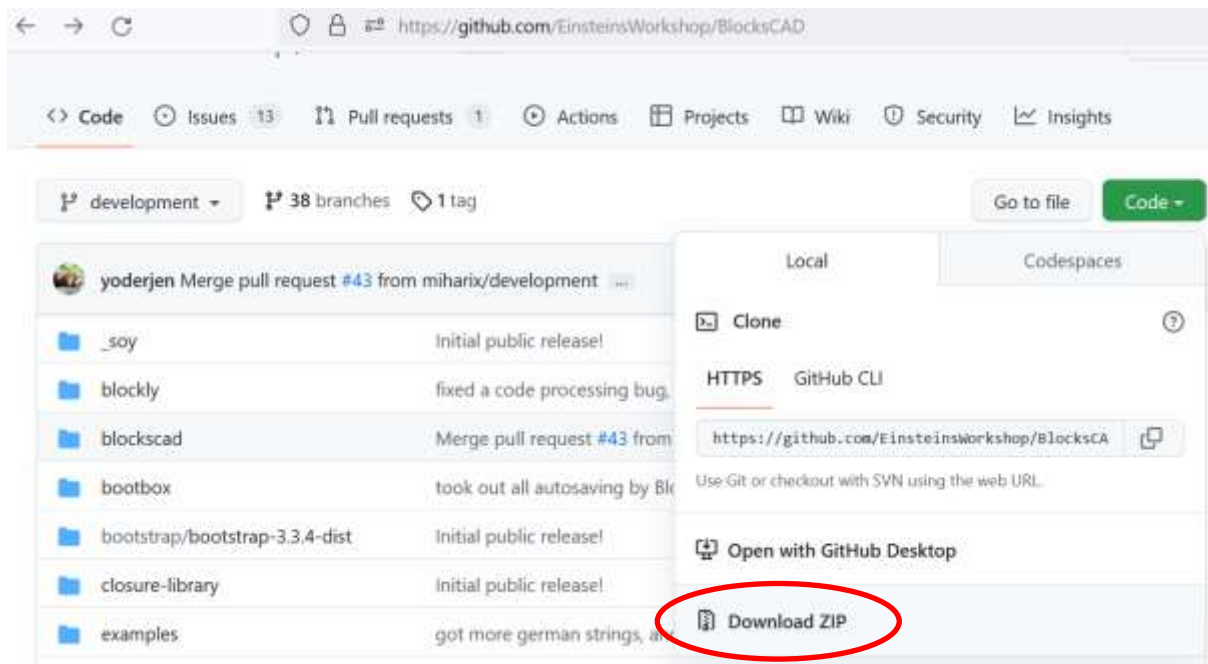 https://github.com/EinsteinsWorkshop/BlocksCAD
<> Code Issues 13 Pull requests 1 Actions Projects Wiki Security Insights
development 38 branches 1 tag Go to file Code
Local Codespaces
yoderjen Merge pull request #43 from miharix/development ...
Clone
_soy Initial public release!
HTTPS GitHub CLI
blockly fixed a code processing bug,
blockscad Merge pull request #43 from
https://github.com/EinsteinsWorkshop/BlocksCA
bootbox took out all autosaving by Blo
Use Git or checkout with SVN using the web URL.
bootstrap/bootstrap-3.3.4-dist Initial public release!
Open with GitHub Desktop
closure-library Initial public release!
Download ZIP
examples got more german strings,